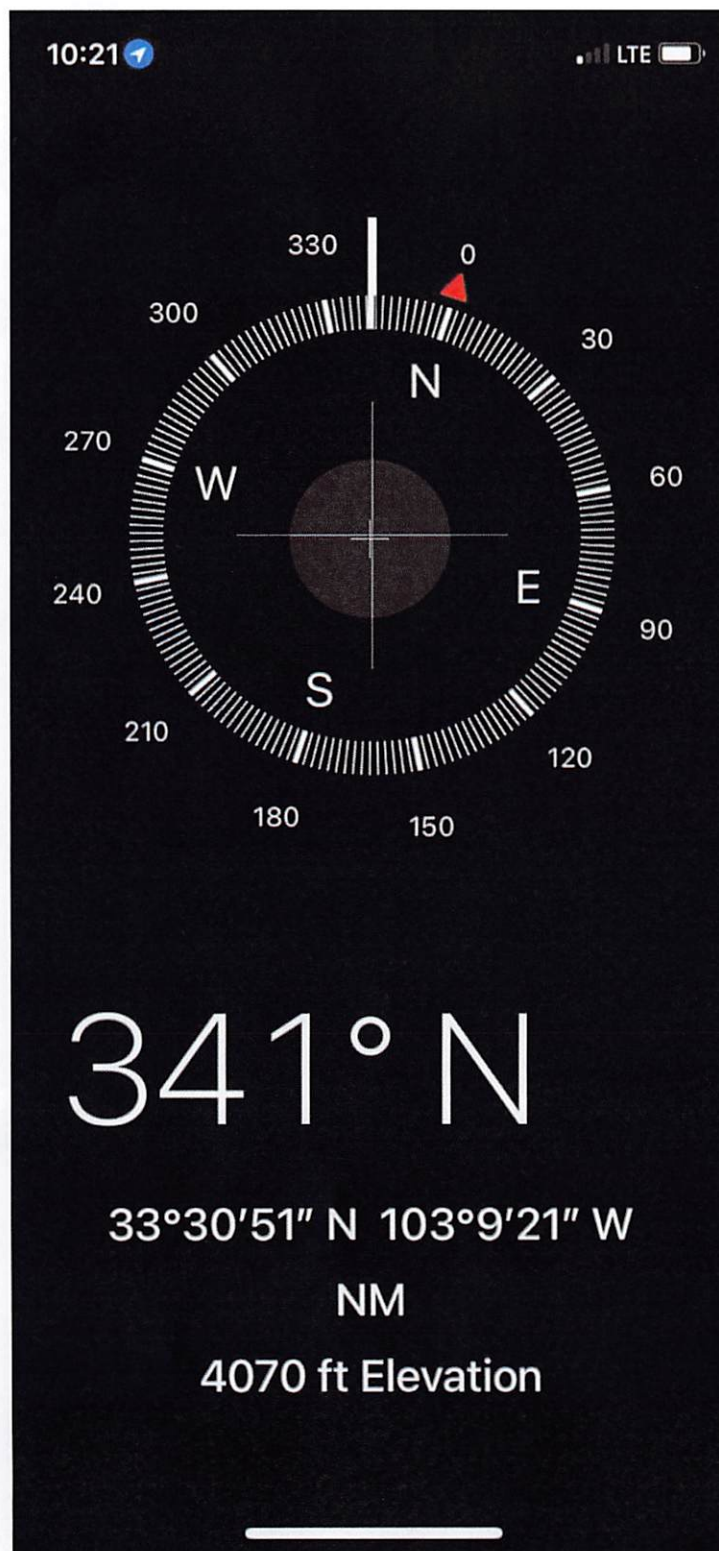 10:21 LTE
330 0
300 30
N
270 60
W
E
240 90
S
210 120
180 150
341° N
33°30′51″ N 103°9′21″ W
NM
4070 ft Elevation